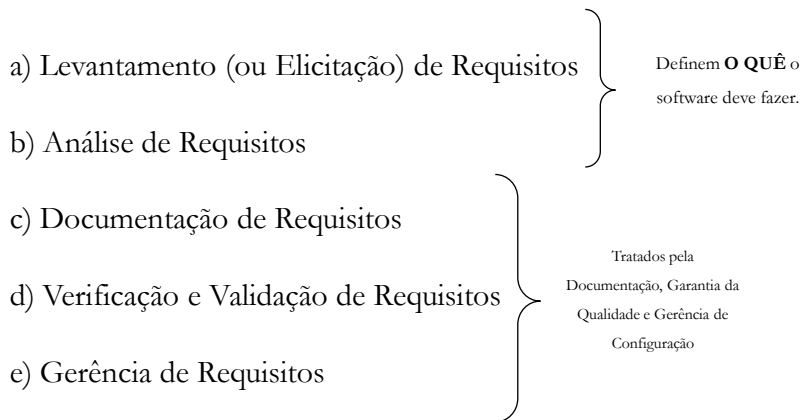 a) Levantamento (ou Elicitação) de Requisitos
Definem O QUÊ o
software deve fazer.
b) Análise de Requisitos
c) Documentação de Requisitos
d) Verificação e Validação de Requisitos
e) Gerência de Requisitos
Tratados pela
Documentação, Garantia da
Qualidade e Gerência de
Configuração